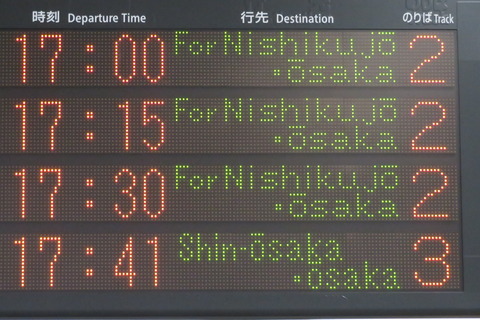 時刻 Departure Time 行先 Destination のりば Track
17:00 For Nishikujō 2
・ōsaka
17:15 For Nishikujō 2
・ōsaka
17:30 For Nishikujō 2
・ōsaka
17:41 Shin-ōsaka 3
・ōsaka